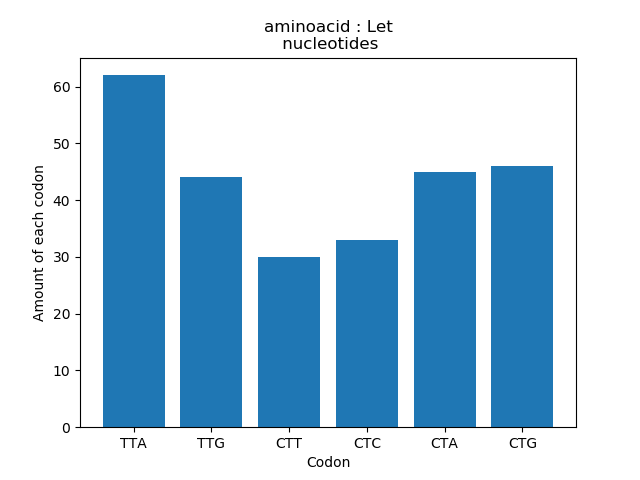 aminoacid : Let
nucleotides
Amount of each codon
60
50
40
30
20
10
0
TTA TTG CTT CTC CTA CTG
Codon